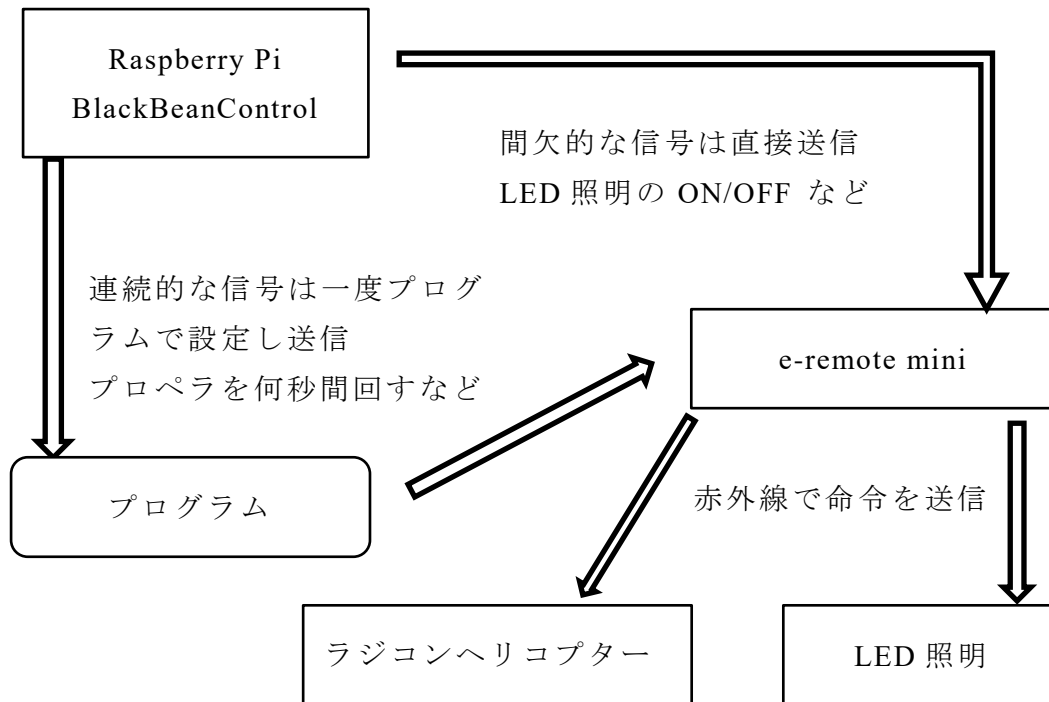 Raspberry Pi
BlackBeanControl
間欠的な信号は直接送信
LED 照明の ON/OFF など
連続的な信号は一度プログ
ラムで設定し送信
プロペラを何秒間回すなど
e-remote mini
プログラム
赤外線で命令を送信
ラジコンヘリコプター
LED 照明